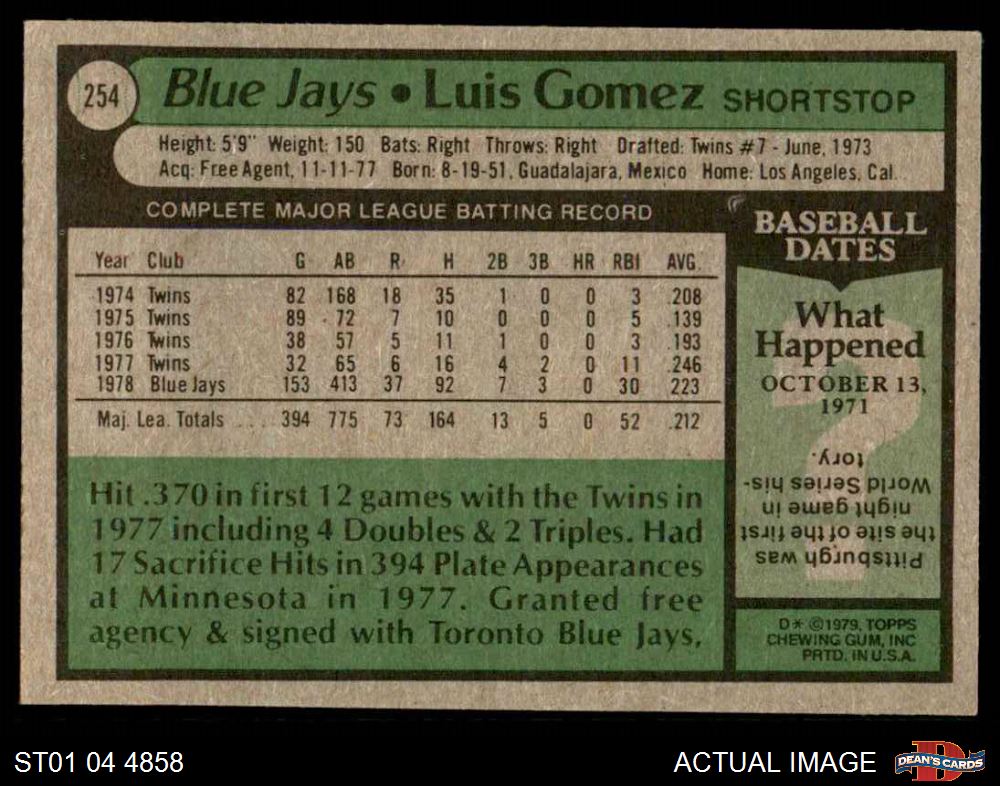 254
Blue Jays • Luis Gomez SHORTSTOP
Height: 5'9" Weight: 150 Bats: Right Throws: Right Drafted: Twins #7 - June, 1973
Acq: Free Agent, 11-11-77 Born: 8-19-51, Guadalajara, Mexico Home: Los Angeles, Cal.
COMPLETE MAJOR LEAGUE BATTING RECORD
Year Club G AB R H 2B 3B HR RBI AVG.
1974 Twins 82 168 18 35 1 0 0 3 .208
1975 Twins 89 72 7 10 0 0 0 5 .139
1976 Twins 38 57 5 11 1 0 0 3 .193
1977 Twins 32 65 6 16 4 2 0 11 .246
1978 Blue Jays 153 413 37 92 7 3 0 30 .223
Maj. Lea. Totals ... 394 775 73 164 13 5 0 52 .212
Hit .370 in first 12 games with the Twins in
1977 including 4 Doubles & 2 Triples. Had
17 Sacrifice Hits in 394 Plate Appearances
at Minnesota in 1977. Granted free
agency & signed with Toronto Blue Jays,
BASEBALL
DATES
What
Happened
OCTOBER 13,
1971
Pittsburgh was
the site of the first
night game in
World Series his-
tory.
D* ©1979, TOPPS
CHEWING GUM, INC
PRTD. IN U.S.A.
ST01 04 4858
ACTUAL IMAGE
D
DEAN'S CARDS